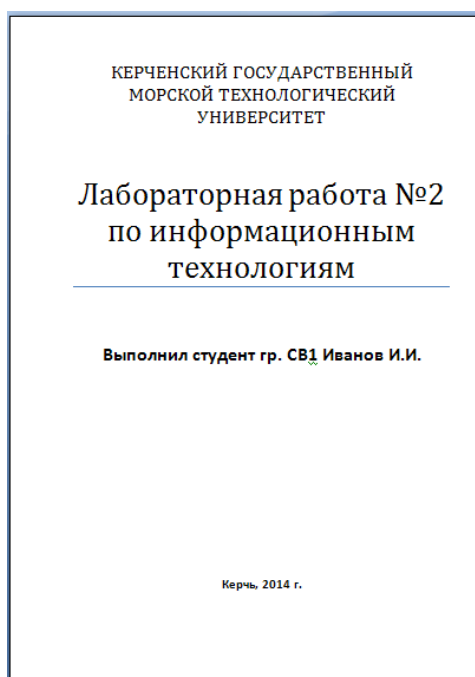 КЕРЧЕНСКИЙ ГОСУДАРСТВЕННЫЙ
МОРСКОЙ ТЕХНОЛОГИЧЕСКИЙ
УНИВЕРСИТЕТ
Лабораторная работа №2
по информационным
технологиям
Выполнил студент гр. СВ1 Иванов И.И.
Керчь, 2014 г.